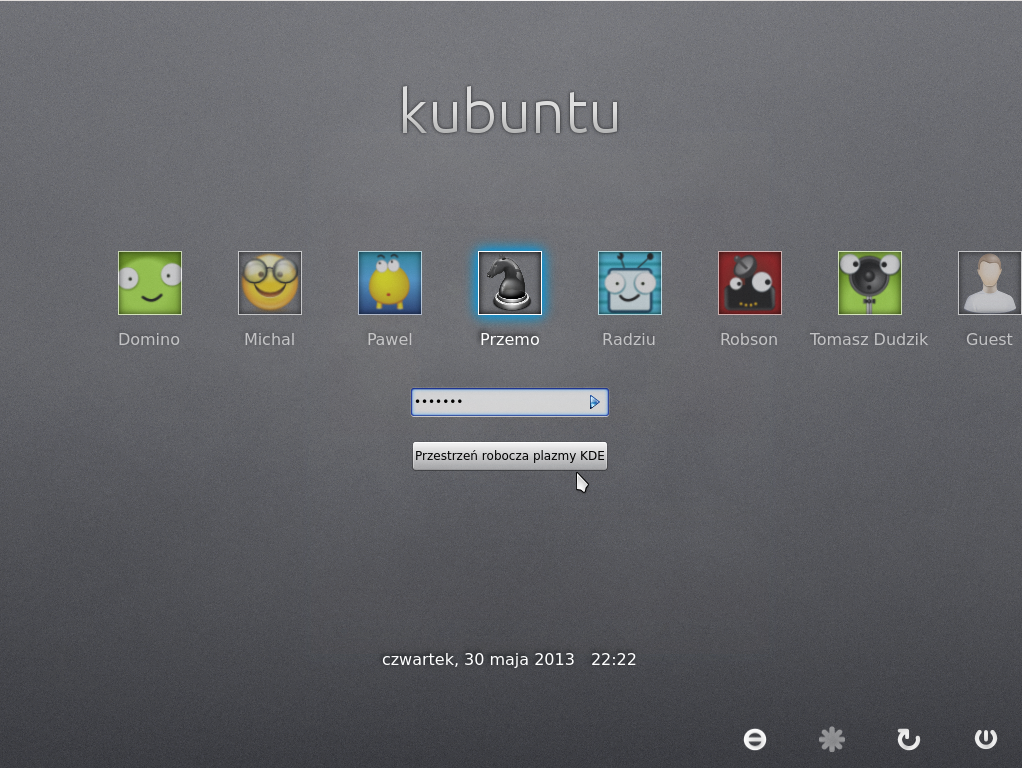 kubuntu
Domino Michal Pawel Przemo Radziu Robson Tomasz Dudzik Guest
•••••••
Przestrzeń robocza plazmy KDE
czwartek, 30 maja 2013 22:22